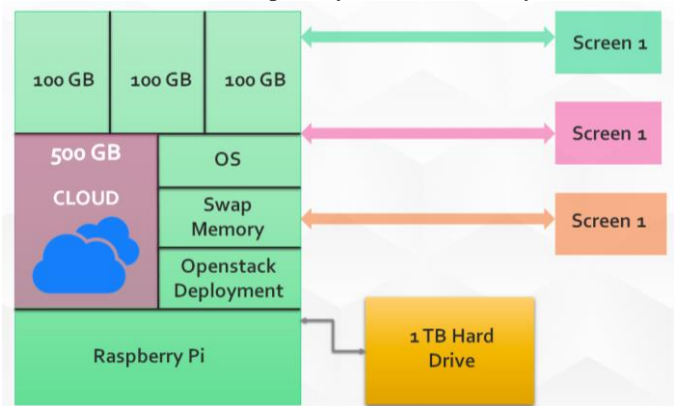 Screen 1
100 GB
100 GB
100 GB
Screen 1
500 GB
CLOUD
OS
Swap
Memory
Screen 1
Openstack
Deployment
Raspberry Pi
1 TB Hard
Drive